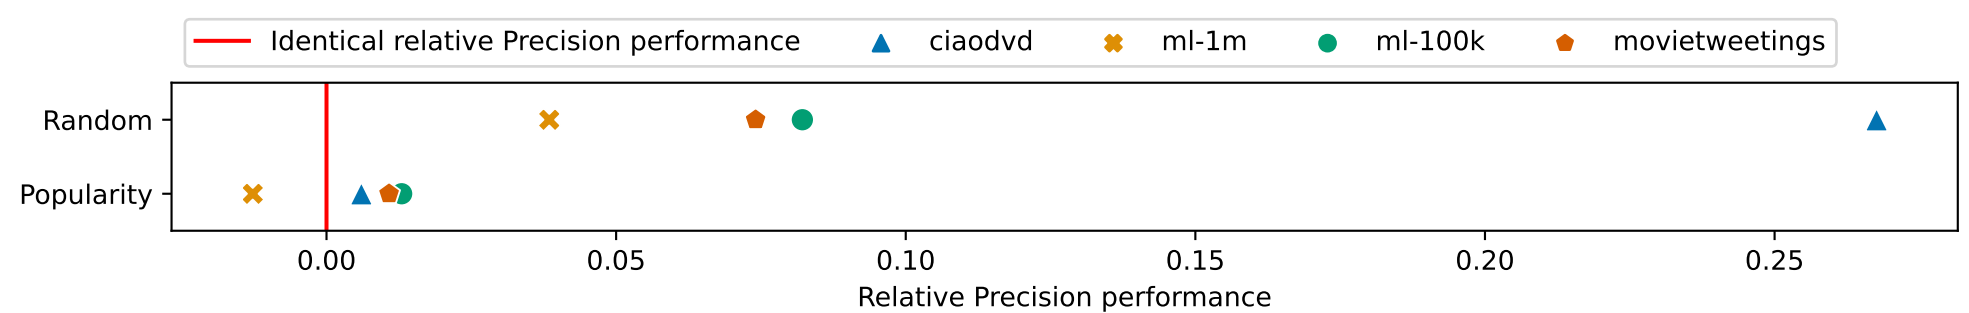 Identical relative Precision performance ciaodvd ml-1m ml-100k movietweetings
Random
Popularity
0.00 0.05 0.10 0.15 0.20 0.25
Relative Precision performance